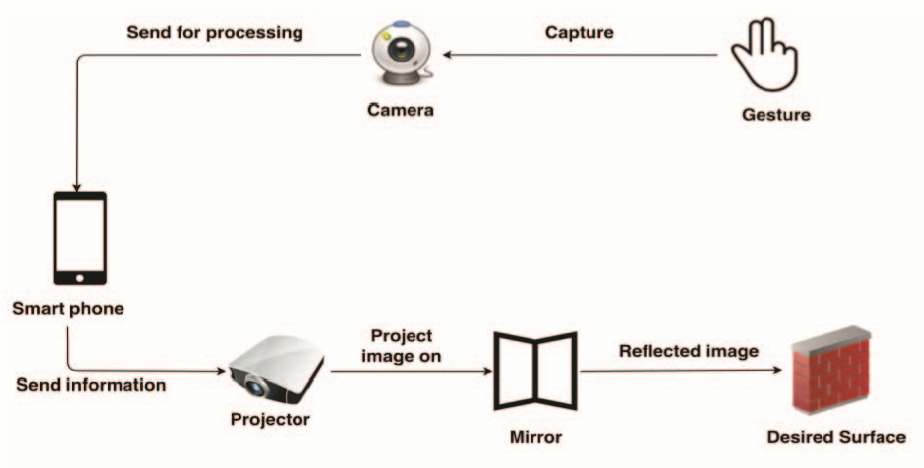 Send for processing
Capture
Camera
Gesture
Smart phone
Send information
Projector
Project
image on
Mirror
Reflected image
Desired Surface